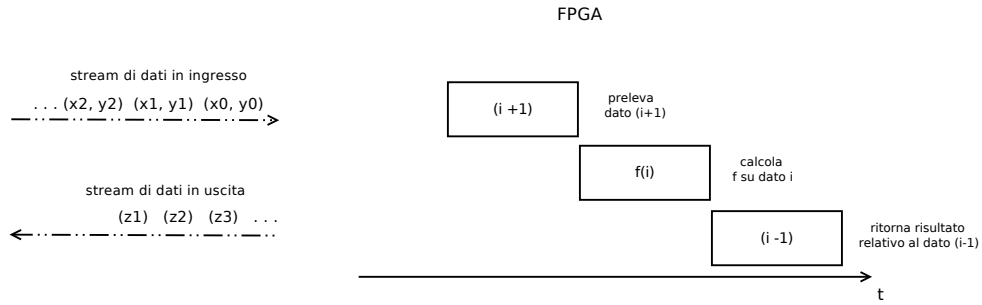 FPGA
stream di dati in ingresso
. . . (x2, y2) (x1, y1) (x0, y0)
(i +1)
preleva
dato (i+1)
f(i)
calcola
f su dato i
stream di dati in uscita
(z1) (z2) (z3) . . .
(i -1)
ritorna risultato
relativo al dato (i-1)
t